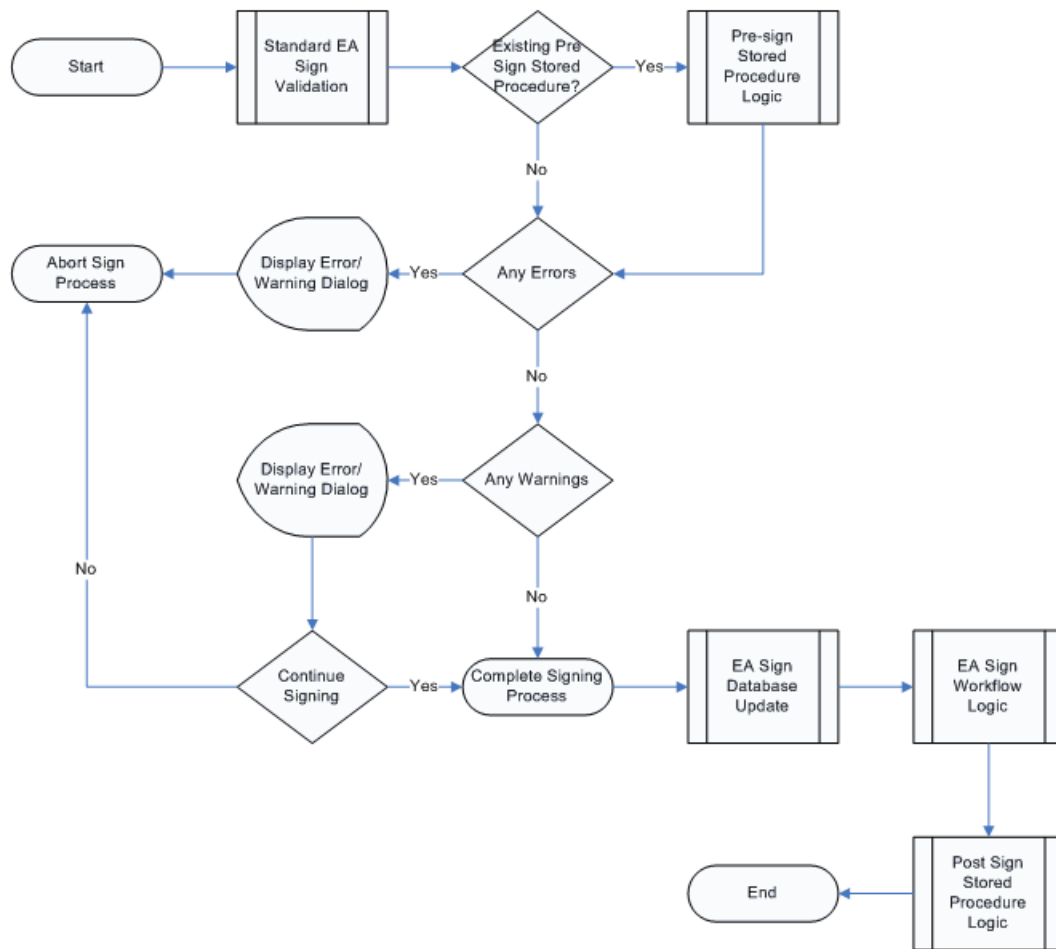 Start
Standard EA
Sign
Validation
Existing Pre
Sign Stored
Procedure?
Yes
Pre-sign
Stored
Procedure
Logic
No
Abort Sign
Process
Display Error/
Warning Dialog
Yes
Any Errors
No
Display Error/
Warning Dialog
Yes
Any Warnings
No
No
Continue
Signing
Yes
Complete Signing
Process
EA Sign
Database
Update
EA Sign
Workflow
Logic
End
Post Sign
Stored
Procedure
Logic